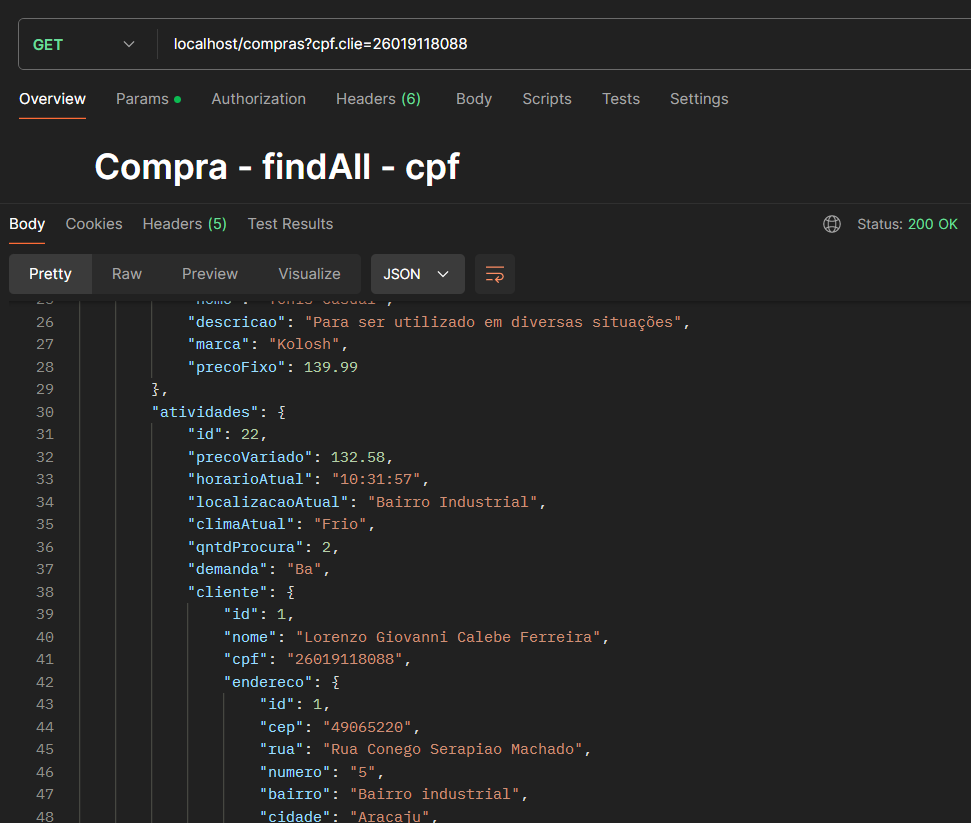 GET localhost/compras?cpf.clie=26019118088
Overview Params Authorization Headers (6) Body Scripts Tests Settings
Compra - findAll - cpf
Body Cookies Headers (5) Test Results Status: 200 OK
Pretty Raw Preview Visualize JSON
26 "descricao": "Para ser utilizado em diversas situações",
27 "marca": "Kolosh",
28 "precoFixo": 139.99
29 },
30 "atividades": {
31 "id": 22,
32 "precoVariado": 132.58,
33 "horarioAtual": "10:31:57",
34 "localizacaoAtual": "Bairro Industrial",
35 "climaAtual": "Frio",
36 "qntdProcura": 2,
37 "demanda": "Ba",
38 "cliente": {
39 "id": 1,
40 "nome": "Lorenzo Giovanni Calebe Ferreira",
41 "cpf": "26019118088",
42 "endereco": {
43 "id": 1,
44 "cep": "49065220",
45 "rua": "Rua Conego Serapiao Machado",
46 "numero": "5",
47 "bairro": "Bairro industrial",
48 "cidade": "Aracaju",